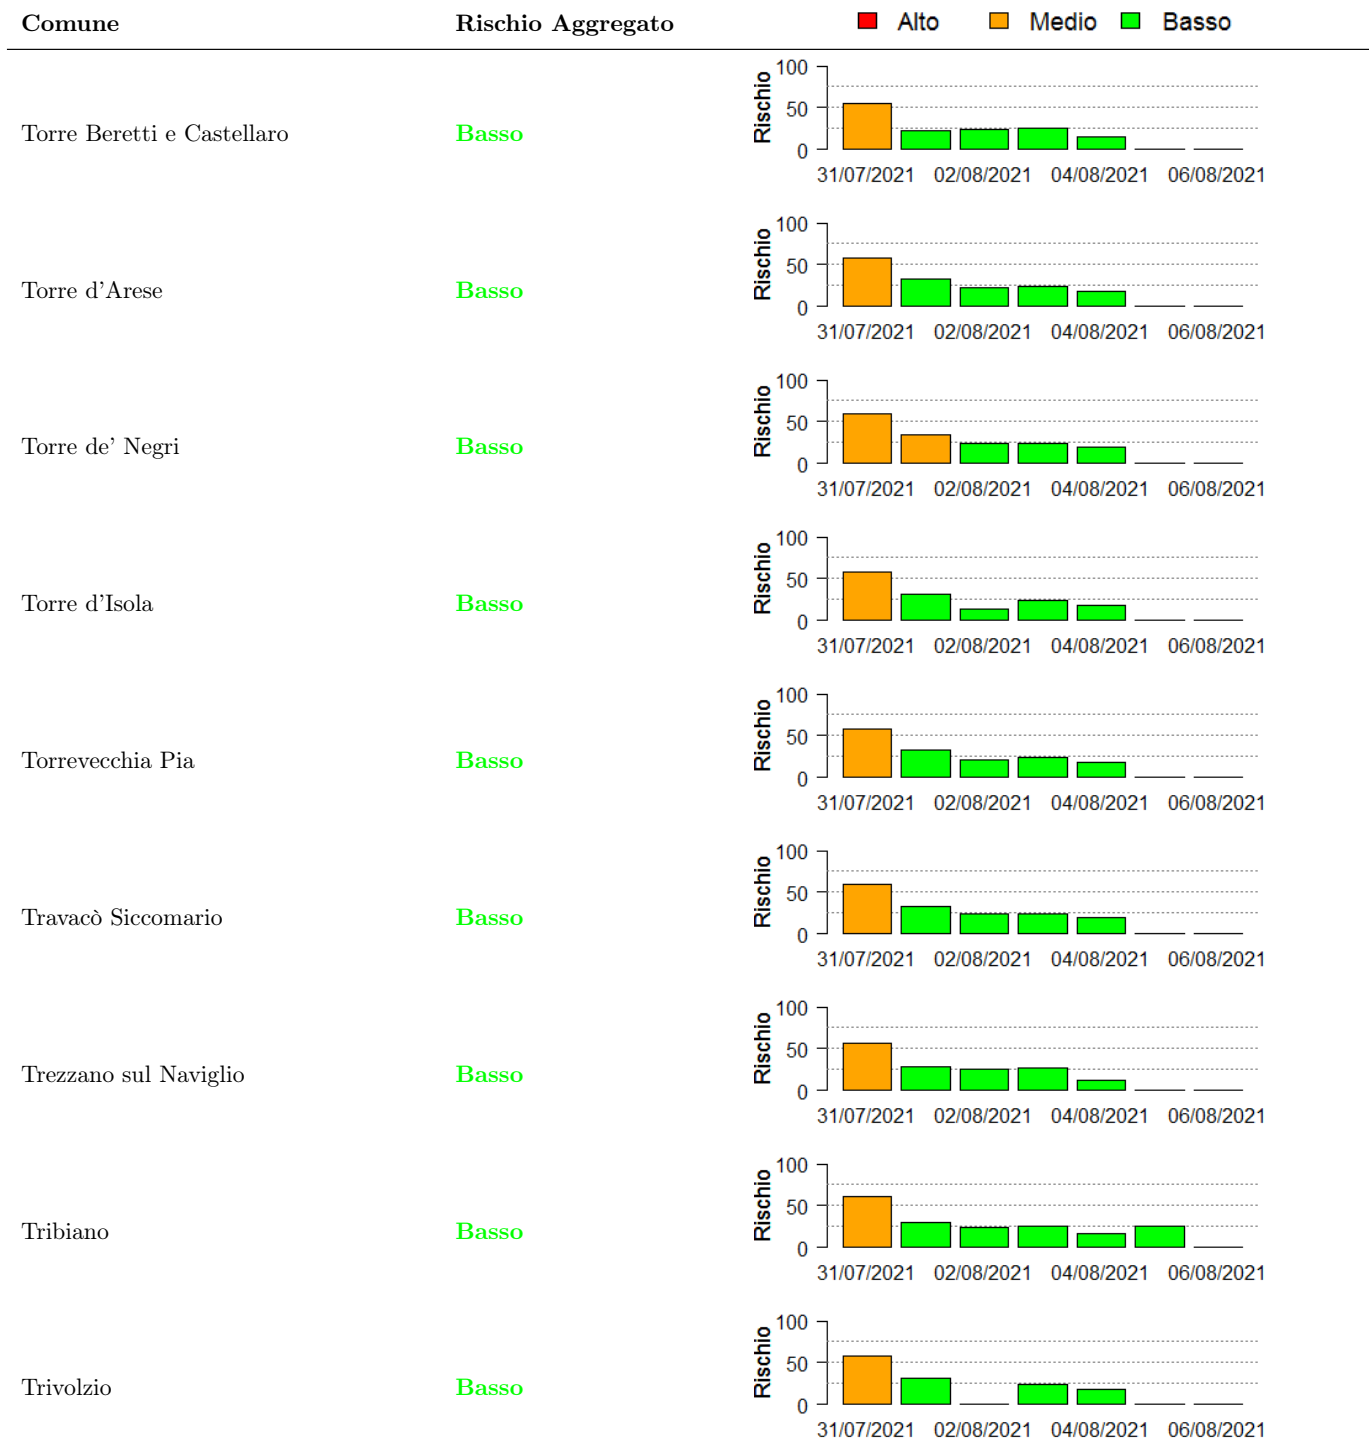 Comune Rischio Aggregato Alto Medio Basso
100
50
0
Rischio
Torre Beretti e Castellaro Basso
31/07/2021 02/08/2021 04/08/2021 06/08/2021
100
50
0
Rischio
Torre d'Arese Basso
31/07/2021 02/08/2021 04/08/2021 06/08/2021
100
50
0
Rischio
Torre de' Negri Basso
31/07/2021 02/08/2021 04/08/2021 06/08/2021
100
50
0
Rischio
Torre d'Isola Basso
31/07/2021 02/08/2021 04/08/2021 06/08/2021
100
50
0
Rischio
Torrevecchia Pia Basso
31/07/2021 02/08/2021 04/08/2021 06/08/2021
100
50
0
Rischio
Travacò Siccomario Basso
31/07/2021 02/08/2021 04/08/2021 06/08/2021
100
50
0
Rischio
Trezzano sul Naviglio Basso
31/07/2021 02/08/2021 04/08/2021 06/08/2021
100
50
0
Rischio
Tribiano Basso
31/07/2021 02/08/2021 04/08/2021 06/08/2021
100
50
0
Rischio
Trivolzio Basso
31/07/2021 02/08/2021 04/08/2021 06/08/2021